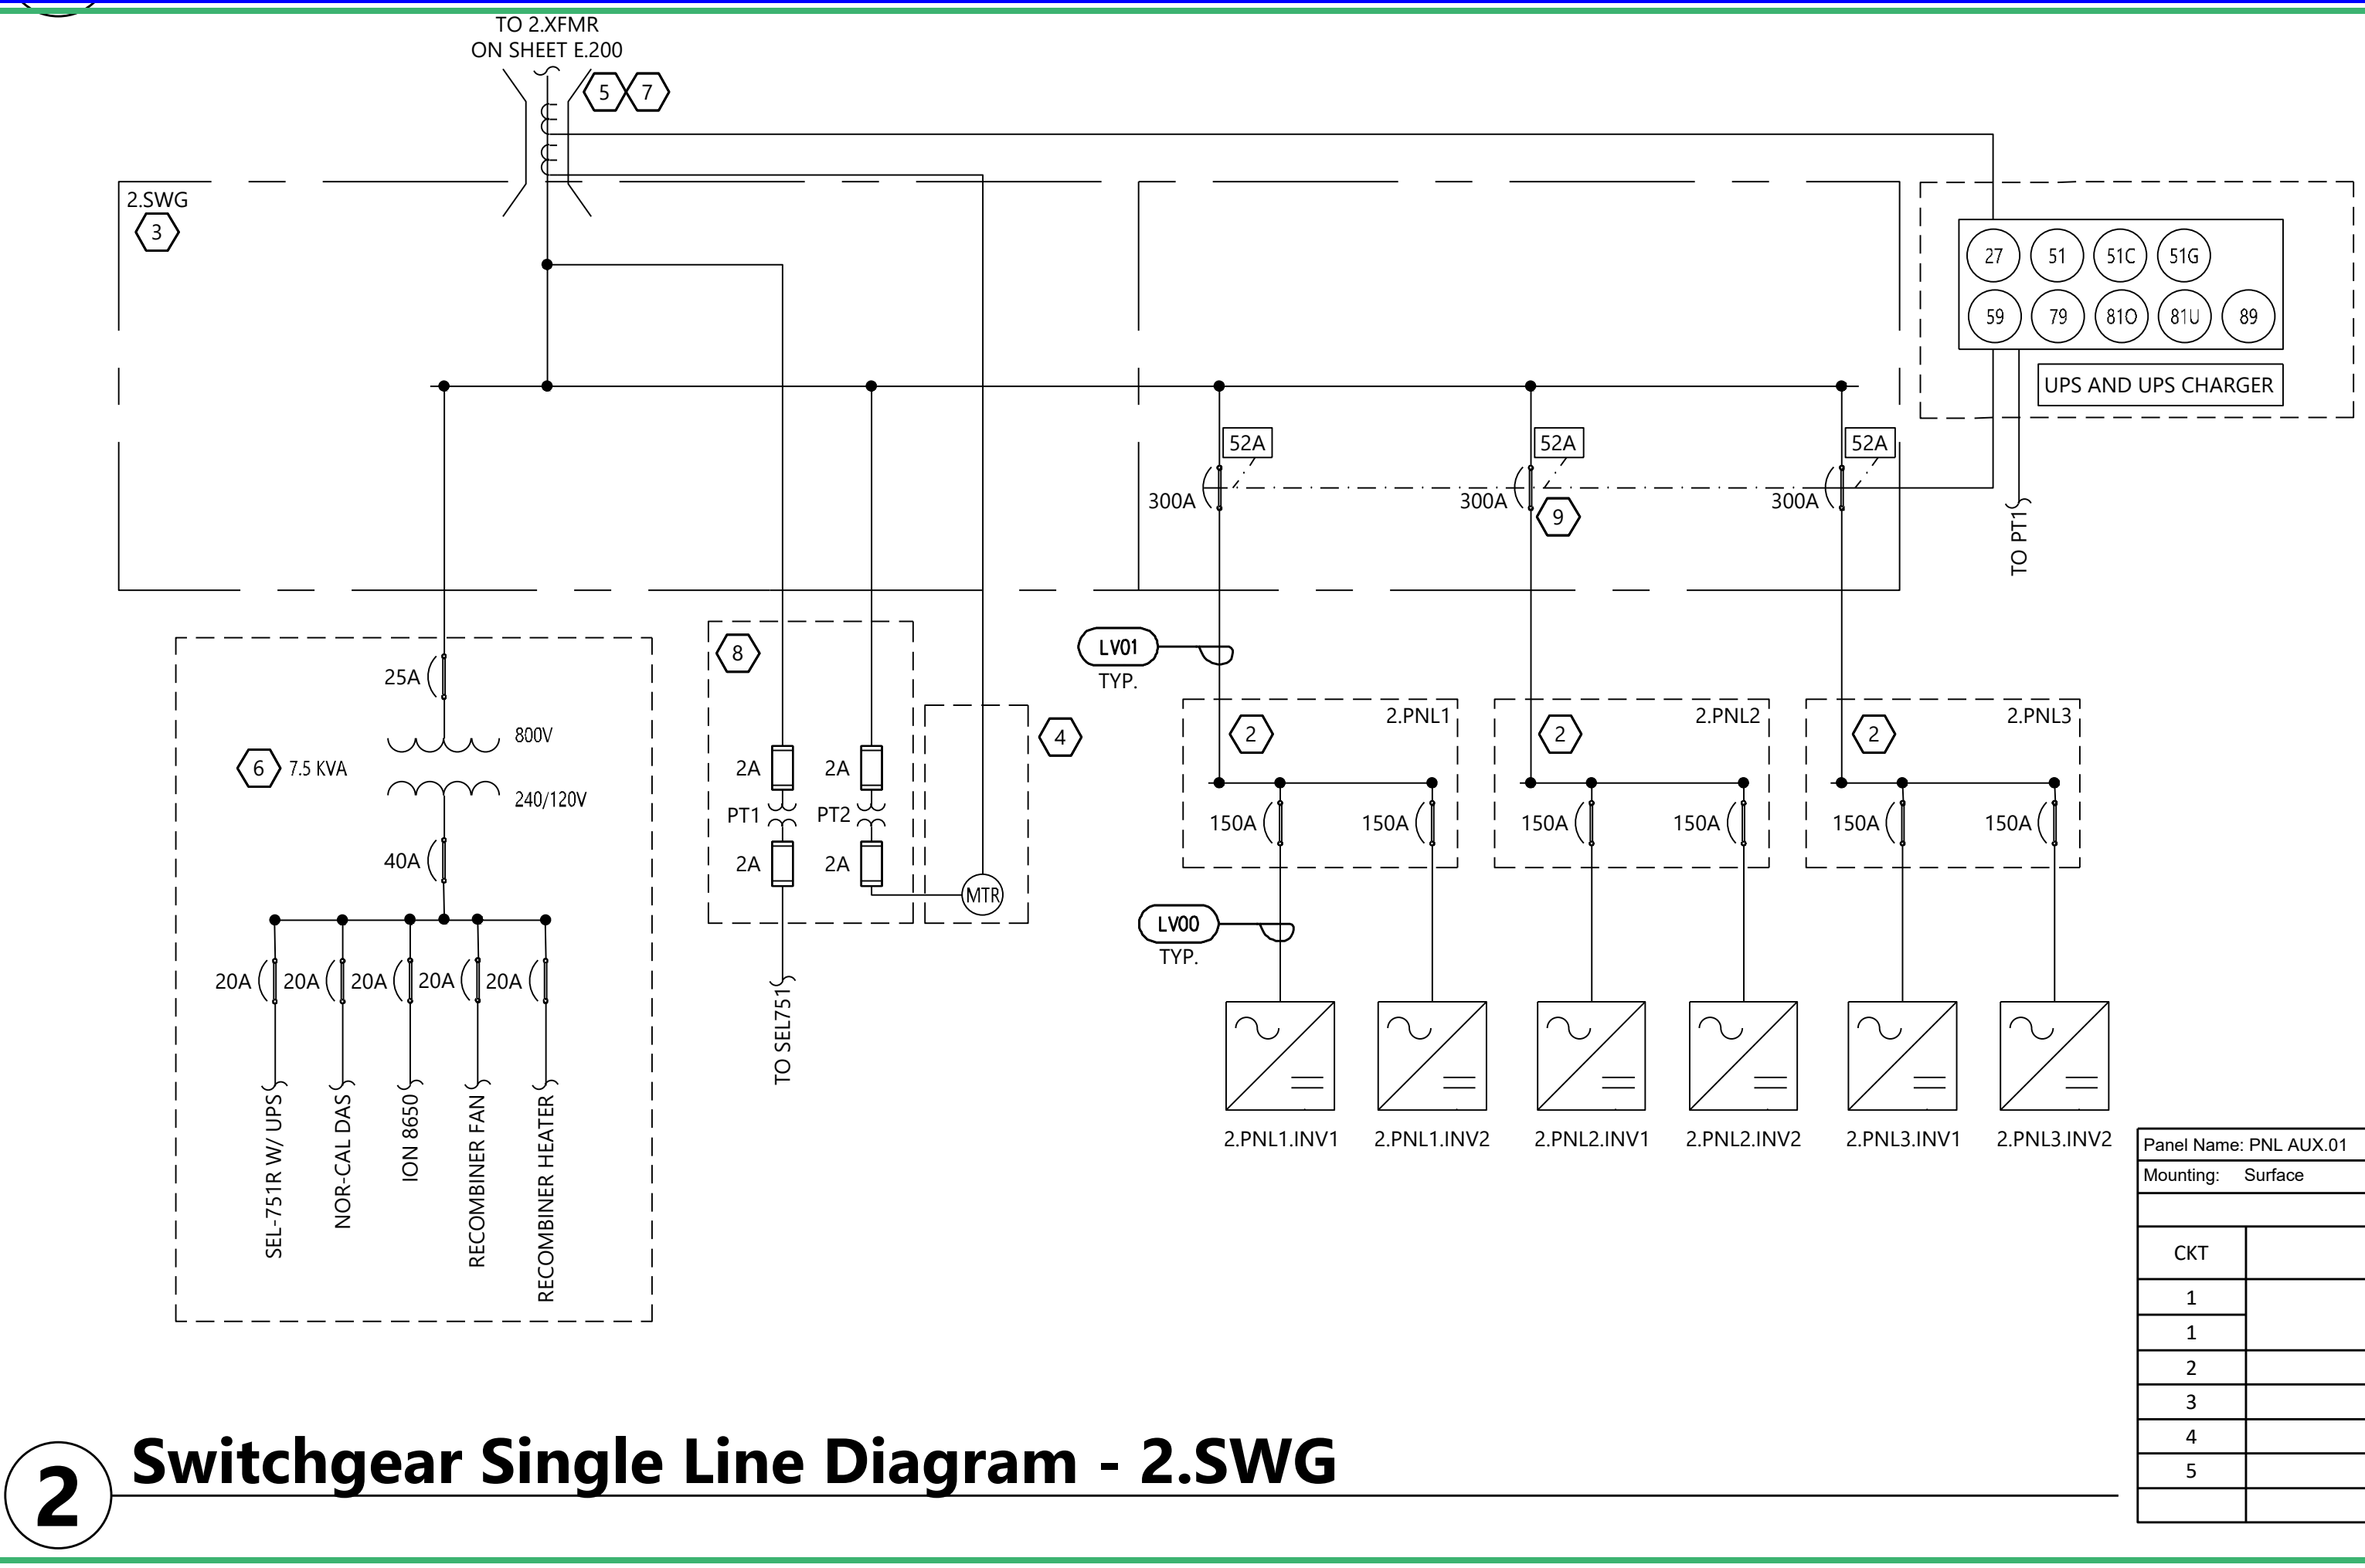 TO 2.XFMR
ON SHEET E.200
5
7
2.SWG
3
27
51
51C
51G
59
79
81O
81U
89
UPS AND UPS CHARGER
52A
52A
52A
300A
300A
300A
9
TO PT1
LV01
TYP.
25A
800V
6
7.5 KVA
240/120V
40A
20A
20A
20A
20A
20A
SEL-751R W/ UPS
NOR-CAL DAS
ION 8650
RECOMBINER FAN
RECOMBINER HEATER
8
2A
2A
PT1
PT2
2A
2A
TO SEL751
4
MTR
2
2.PNL1
2
2.PNL2
2
2.PNL3
150A
150A
150A
150A
150A
150A
LV00
TYP.
2.PNL1.INV1
2.PNL1.INV2
2.PNL2.INV1
2.PNL2.INV2
2.PNL3.INV1
2.PNL3.INV2
Panel Name: PNL AUX.01
Mounting: Surface
CKT
1
1
2
3
4
5
2
Switchgear Single Line Diagram - 2.SWG